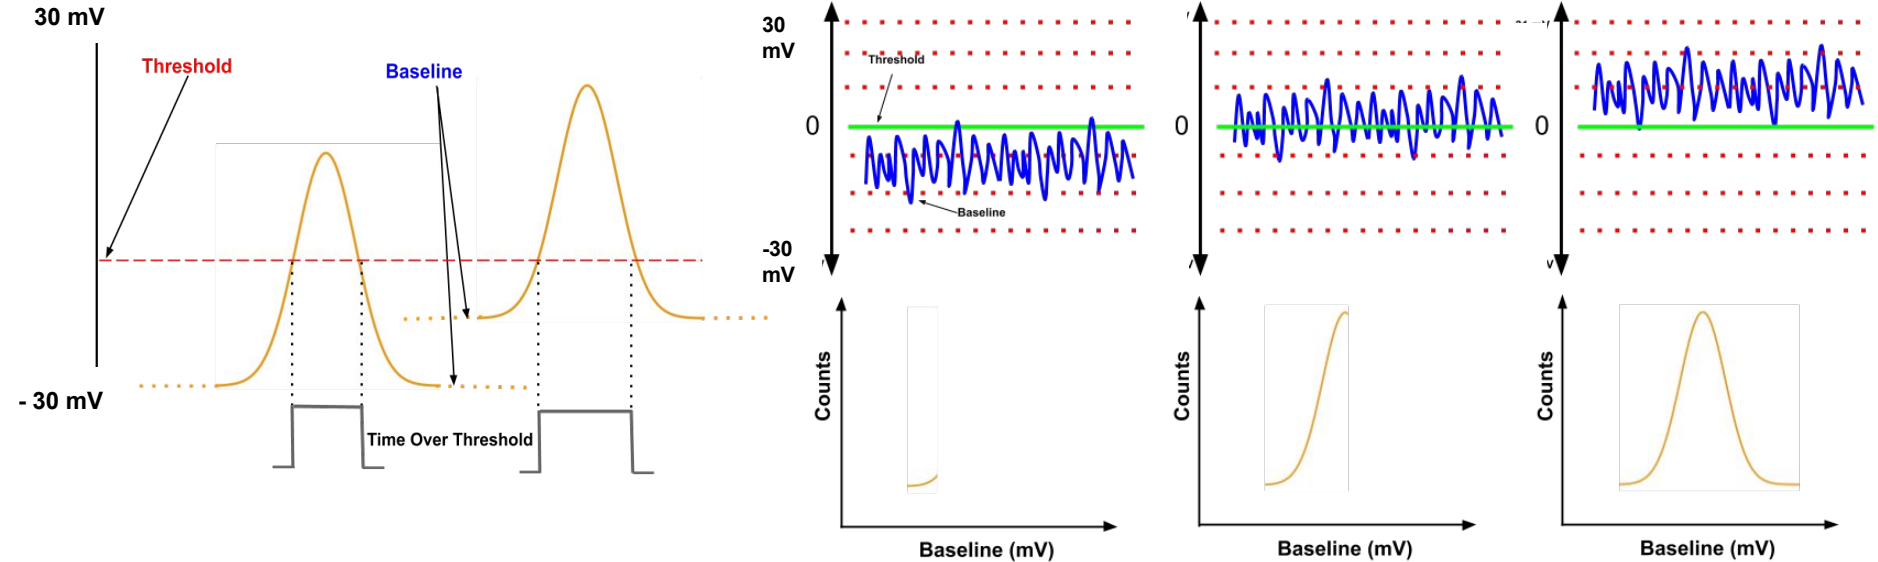 30 mV
Threshold
Baseline
- 30 mV
Time Over Threshold
30
mV
Threshold
0
Baseline
-30
mV
0
0
Counts
Baseline (mV)
Counts
Baseline (mV)
Counts
Baseline (mV)